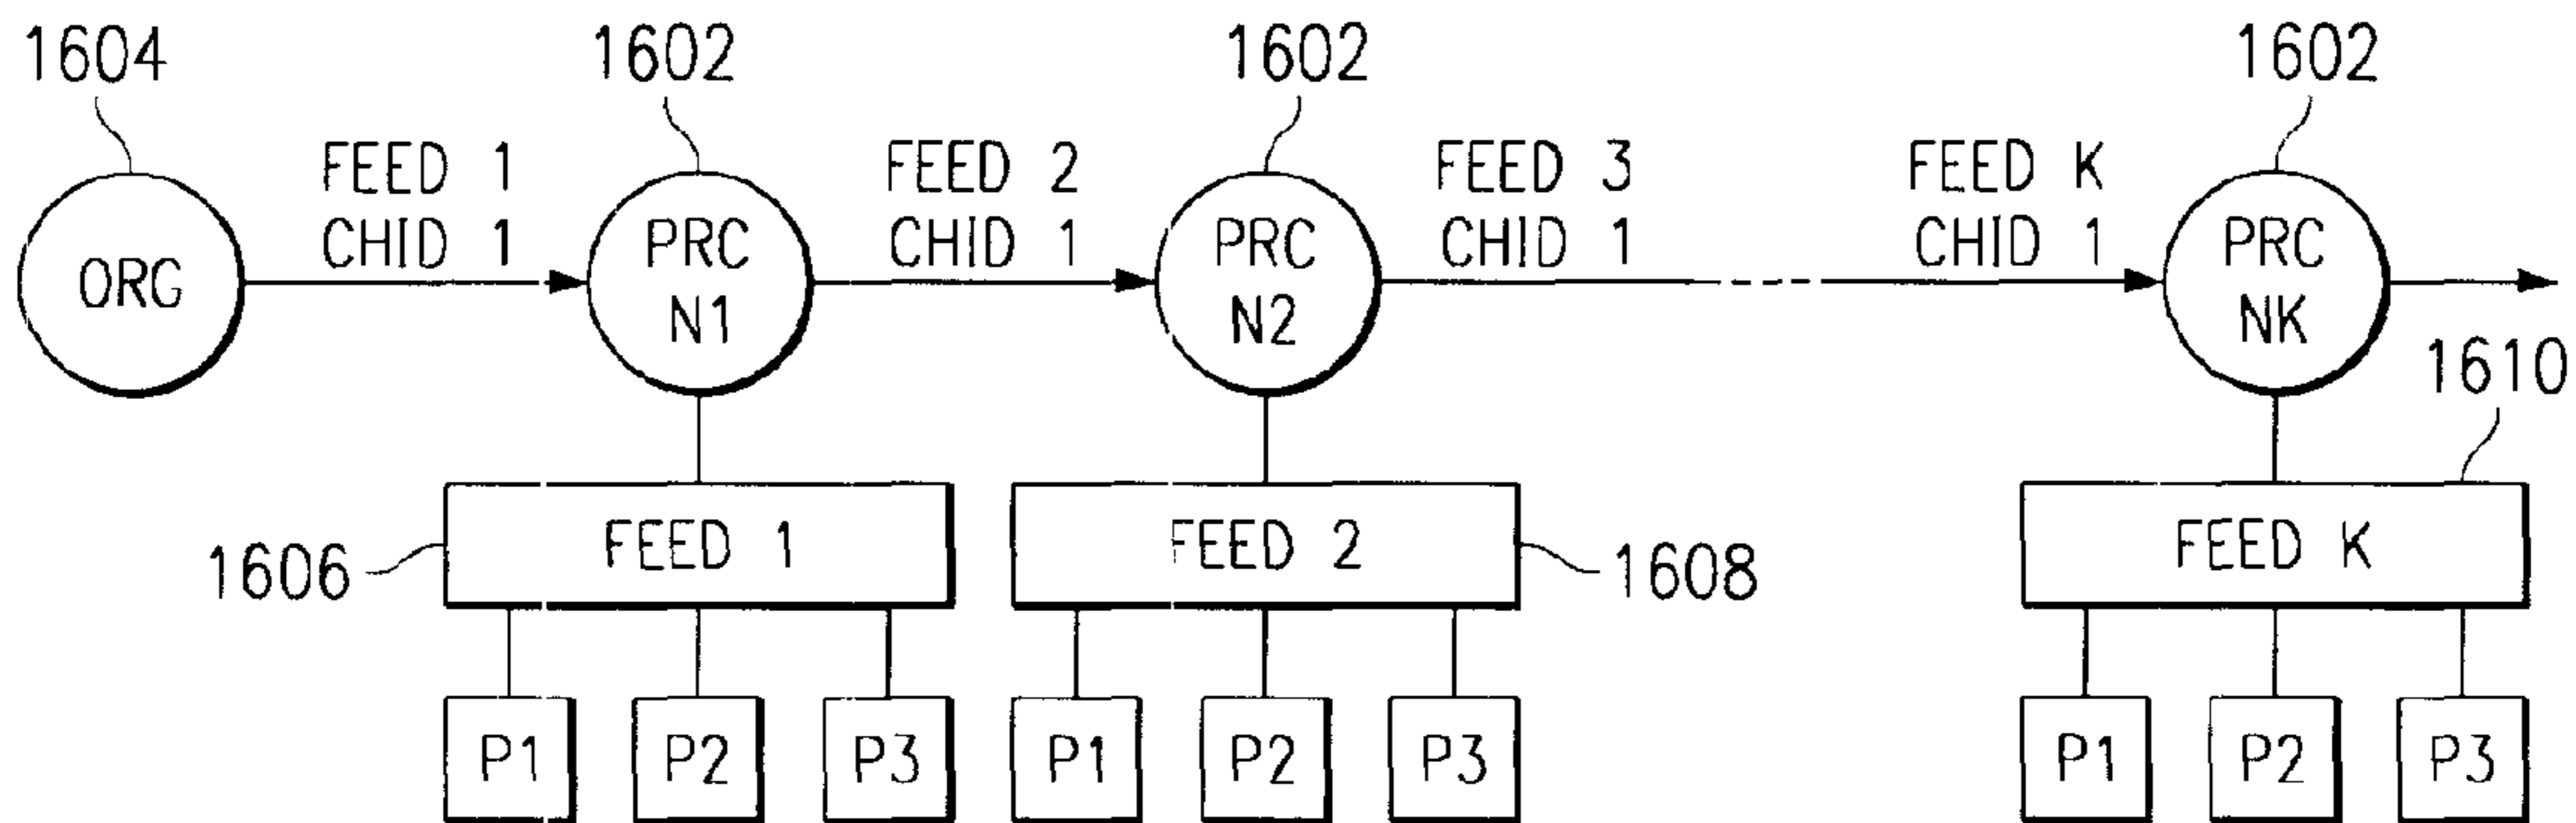 1604
1602
1602
1602
FEED 1
CHID 1
FEED 2
CHID 1
FEED 3
CHID 1
FEED K
CHID 1
ORG
PRC
N1
PRC
N2
PRC
NK
1610
FEED 1
FEED 2
FEED K
1606
1608
P1
P2
P3
P1
P2
P3
P1
P2
P3